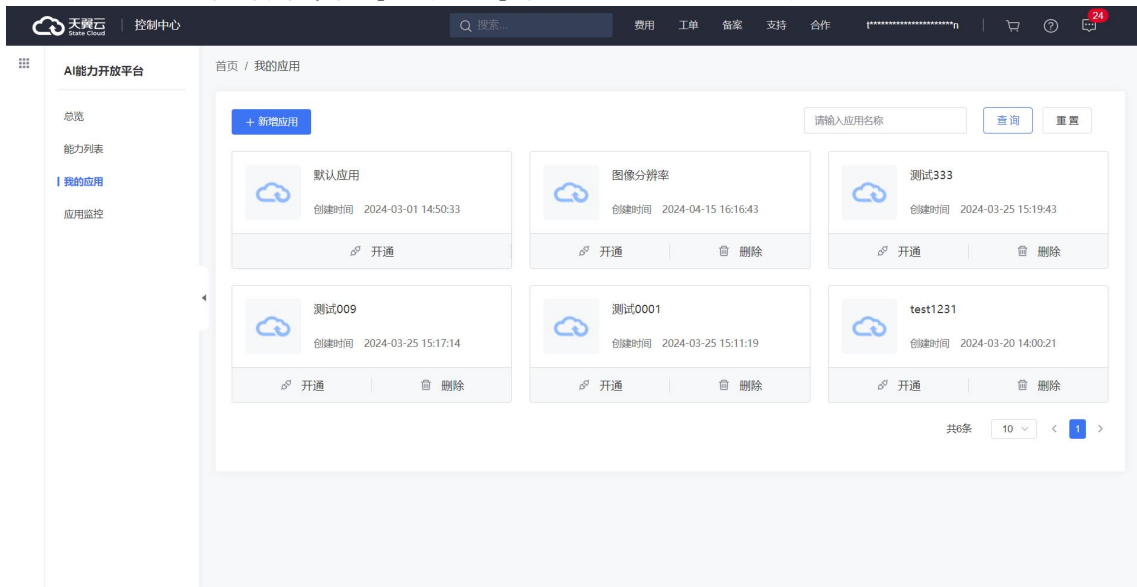 天翼云 State Cloud 控制中心 搜索... 费用 工单 备案 支持 合作 t**********************n 24
AI能力开放平台
总览
能力列表
我的应用
应用监控
首页 / 我的应用
+ 新增应用 请输入应用名称 查询 重置
默认应用
创建时间 2024-03-01 14:50:33
开通
图像分辨率
创建时间 2024-04-15 16:16:43
开通 删除
测试333
创建时间 2024-03-25 15:19:43
开通 删除
测试009
创建时间 2024-03-25 15:17:14
开通 删除
测试0001
创建时间 2024-03-25 15:11:19
开通 删除
test1231
创建时间 2024-03-20 14:00:21
开通 删除
共6条 10 < 1 >